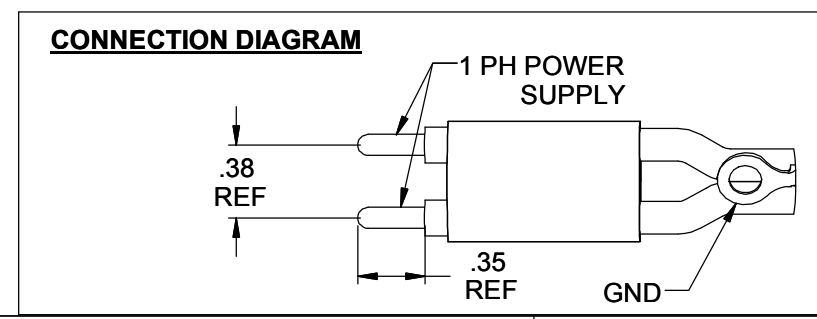 CONNECTION DIAGRAM
1 PH POWER
SUPPLY
.38
REF
.35
REF
GND